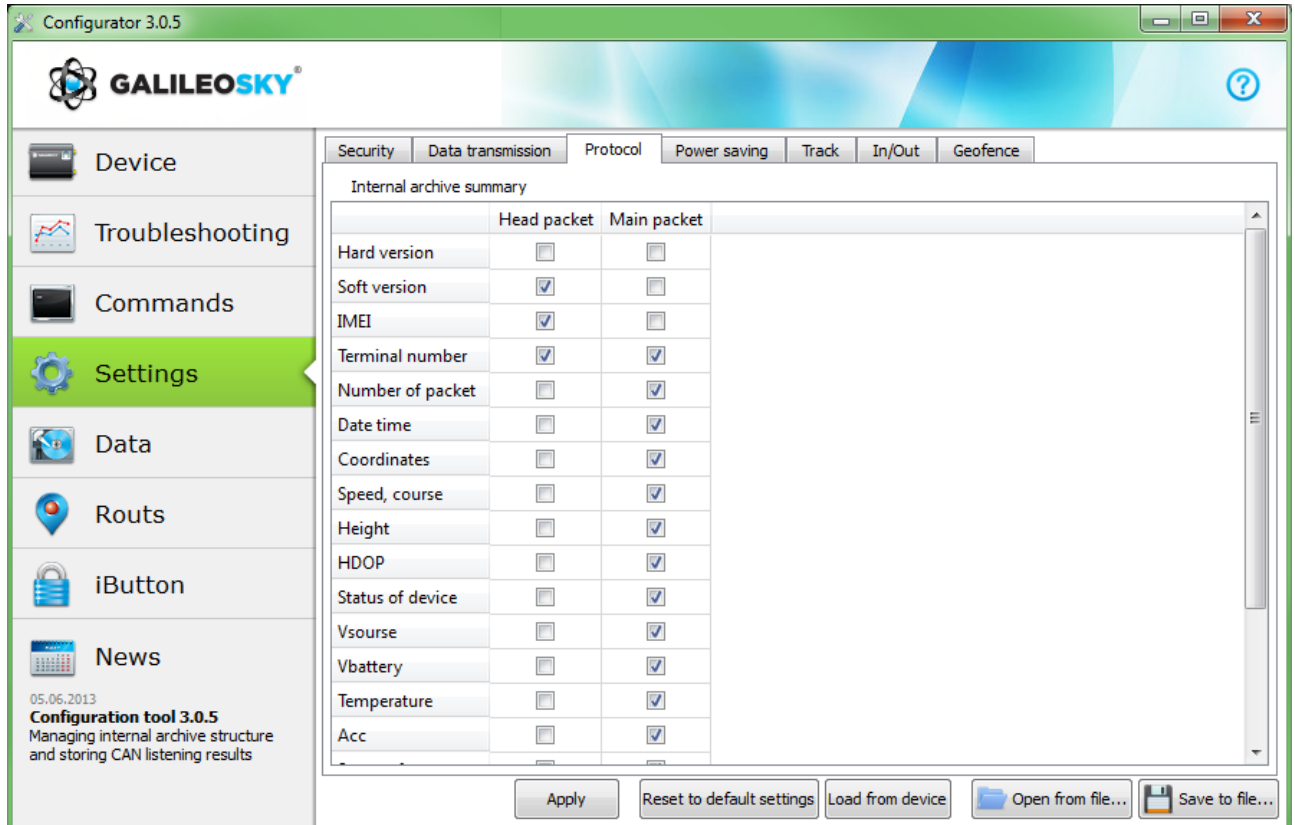 Configurator 3.0.5
GALILEOSKY®
?
Device
Troubleshooting
Commands
Settings
Data
Routs
iButton
News
05.06.2013
Configuration tool 3.0.5
Managing internal archive structure
and storing CAN listening results
Security Data transmission Protocol Power saving Track In/Out Geofence
Internal archive summary
Head packet Main packet
Hard version
Soft version
IMEI
Terminal number
Number of packet
Date time
Coordinates
Speed, course
Height
HDOP
Status of device
Vsourse
Vbattery
Temperature
Acc
Apply Reset to default settings Load from device Open from file... Save to file...